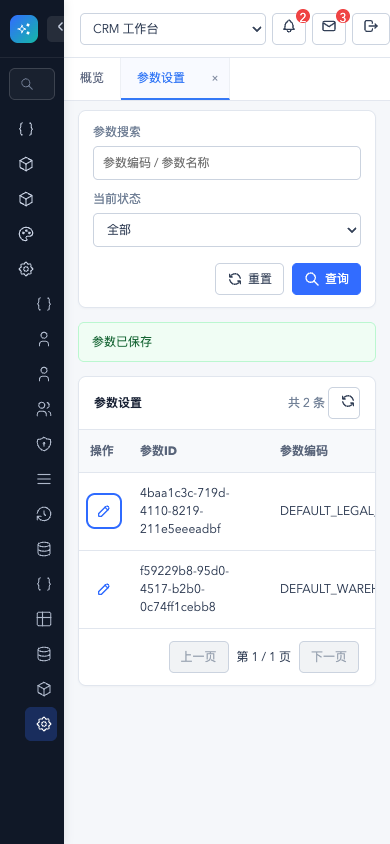 CRM 工作台
2
3
概览
参数设置
×
参数搜索
参数编码 / 参数名称
当前状态
全部
重置
查询
参数已保存
参数设置
共 2 条
操作
参数ID
参数编码
4baa1c3c-719d-
4110-8219-
211e5eeeadbf
DEFAULT_LEGAL_
f59229b8-95d0-
4517-b2b0-
0c74ff1cebb8
DEFAULT_WAREH
上一页
第 1 / 1 页
下一页